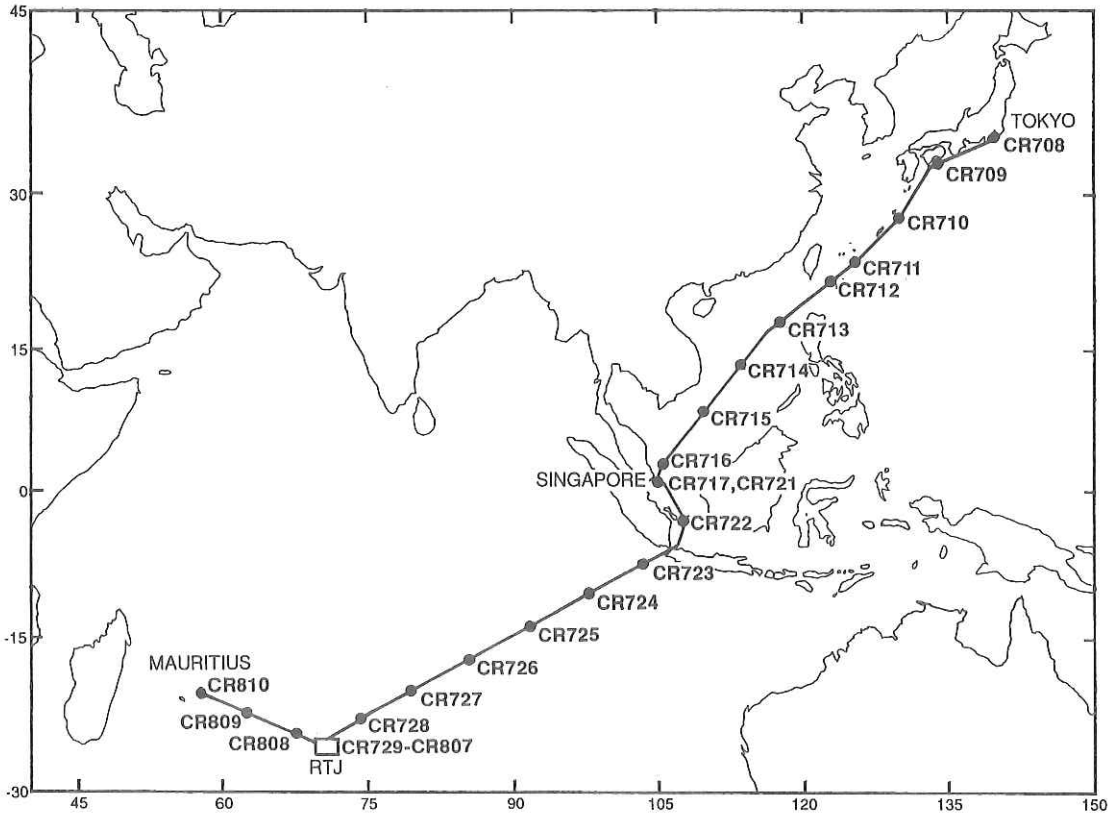 45
30
15
0
-15
-30
45
60
75
90
105
120
135
150
TOKYO
CR708
CR709
CR710
CR711
CR712
CR713
CR714
CR715
CR716
SINGAPORE
CR717,CR721
CR722
CR723
CR724
CR725
CR726
CR727
CR728
CR729-CR807
RTJ
CR808
CR809
CR810
MAURITIUS